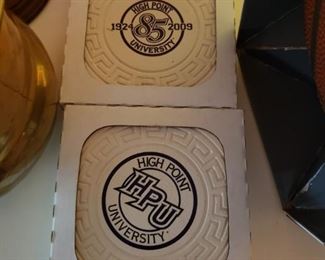 HIGH POINT
1924 85 2009
UNIVERSITY
HIGH POINT
HPU
UNIVERSITY